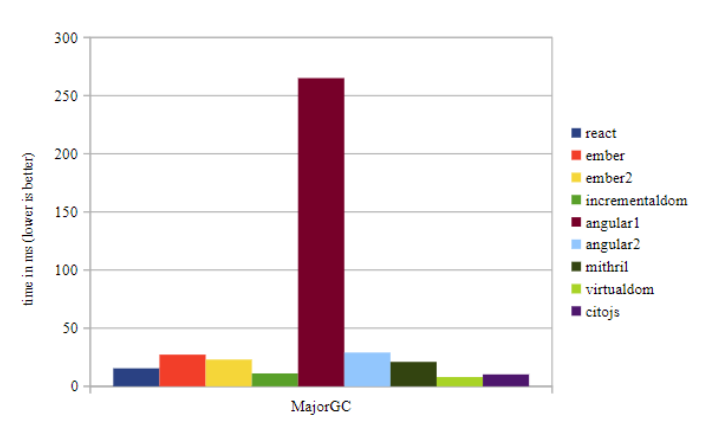 300
250
200
150
100
50
0
time in ms (lower is better)
MajorGC
react
ember
ember2
incrementaldom
angular1
angular2
mithril
virtualdom
citojs